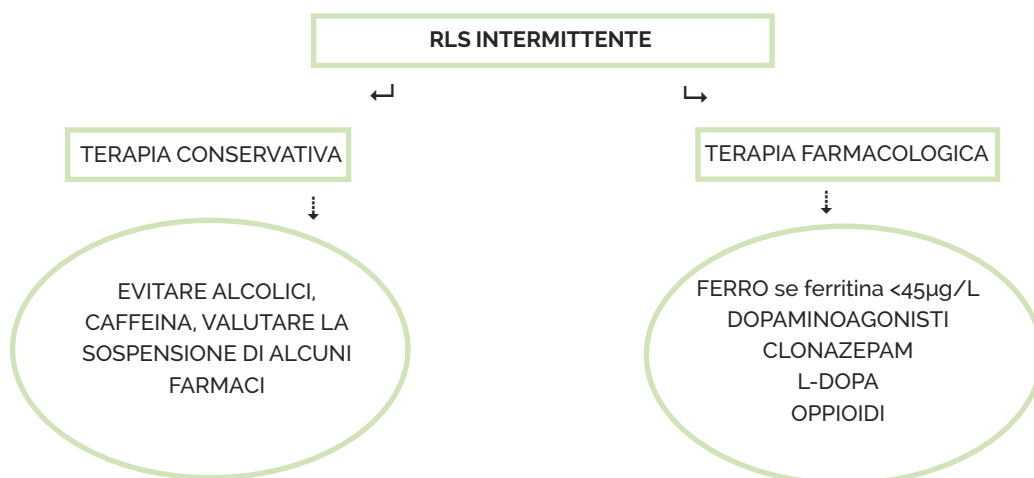 RLS INTERMITTENTE
TERAPIA CONSERVATIVA
TERAPIA FARMACOLOGICA
EVITARE ALCOLICI,
CAFFEINA, VALUTARE LA
SOSPENSIONE DI ALCUNI
FARMACI
FERRO se ferritina <45µg/L
DOPAMINOAGONISTI
CLONAZEPAM
L-DOPA
OPPIOIDI